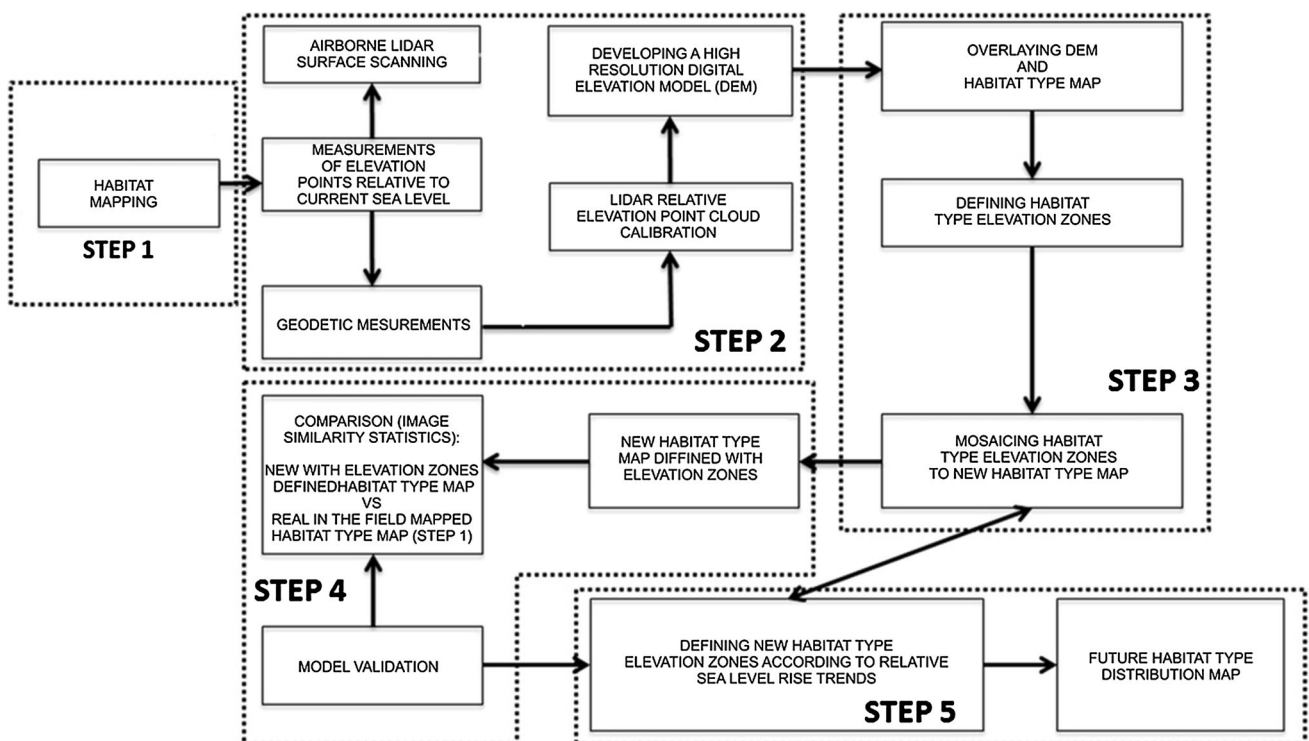 HABITAT
MAPPING
STEP 1
AIRBORNE LIDAR
SURFACE SCANNING
MEASUREMENTS
OF ELEVATION
POINTS RELATIVE TO
CURRENT SEA LEVEL
GEODETIC MESUREMENTS
LIDAR RELATIVE
ELEVATION POINT CLOUD
CALIBRATION
DEVELOPING A HIGH
RESOLUTION DIGITAL
ELEVATION MODEL (DEM)
STEP 2
OVERLAYING DEM
AND
HABITAT TYPE MAP
DEFINING HABITAT
TYPE ELEVATION ZONES
STEP 3
MOSAICING HABITAT
TYPE ELEVATION ZONES
TO NEW HABITAT TYPE MAP
NEW HABITAT TYPE
MAP DIFFINED WITH
ELEVATION ZONES
COMPARISON (IMAGE
SIMILARITY STATISTICS):
NEW WITH ELEVATION ZONES
DEFINEDHABITAT TYPE MAP
VS
REAL IN THE FIELD MAPPED
HABITAT TYPE MAP (STEP 1)
STEP 4
MODEL VALIDATION
DEFINING NEW HABITAT TYPE
ELEVATION ZONES ACCORDING TO RELATIVE
SEA LEVEL RISE TRENDS
STEP 5
FUTURE HABITAT TYPE
DISTRIBUTION MAP